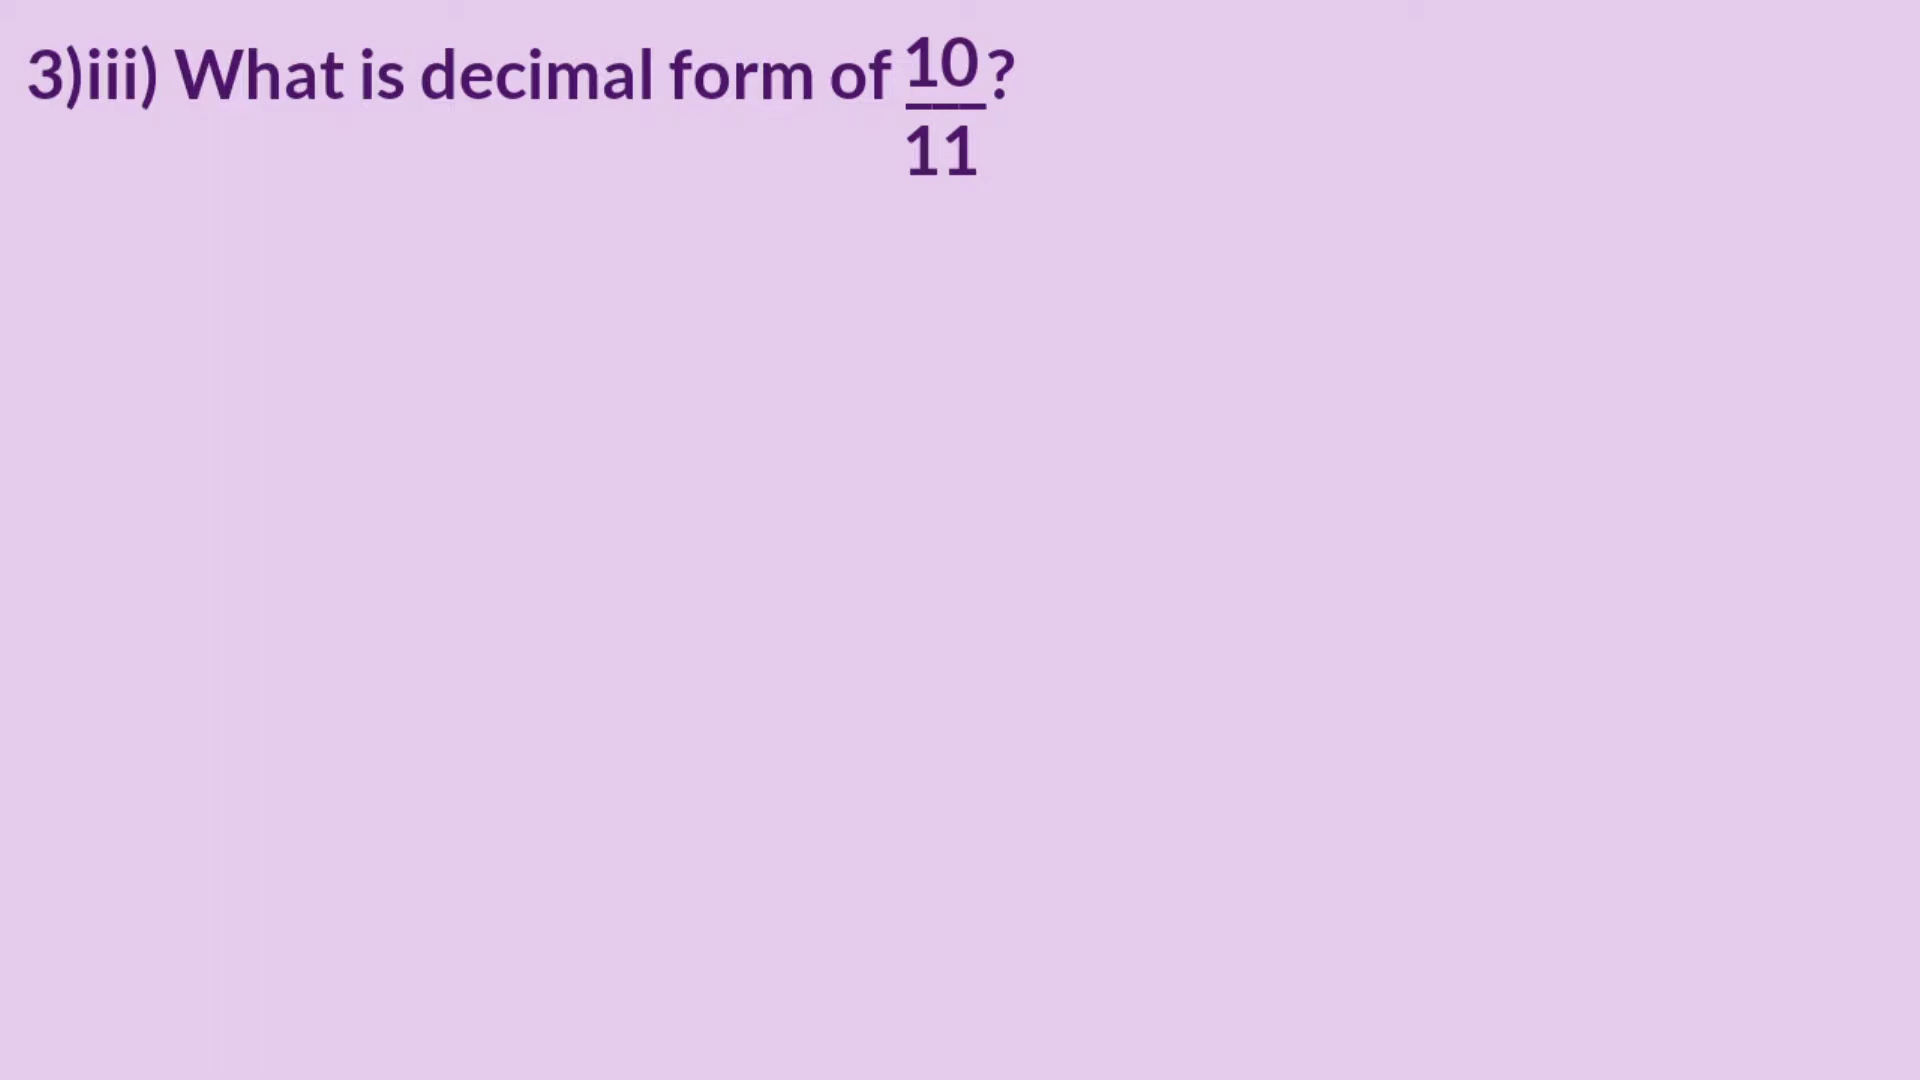 3)iii) What is decimal form of 10/11?